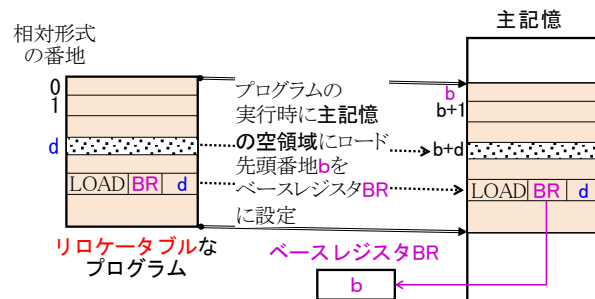 相対形式
の番地
0
1
d
LOAD BR d
リロケータブルな
プログラム
プログラムの
実行時に主記憶
の空領域にロード
先頭番地bを
ベースレジスタBR
に設定
主記憶
b
b+1
b+d
LOAD BR d
ベースレジスタBR
b